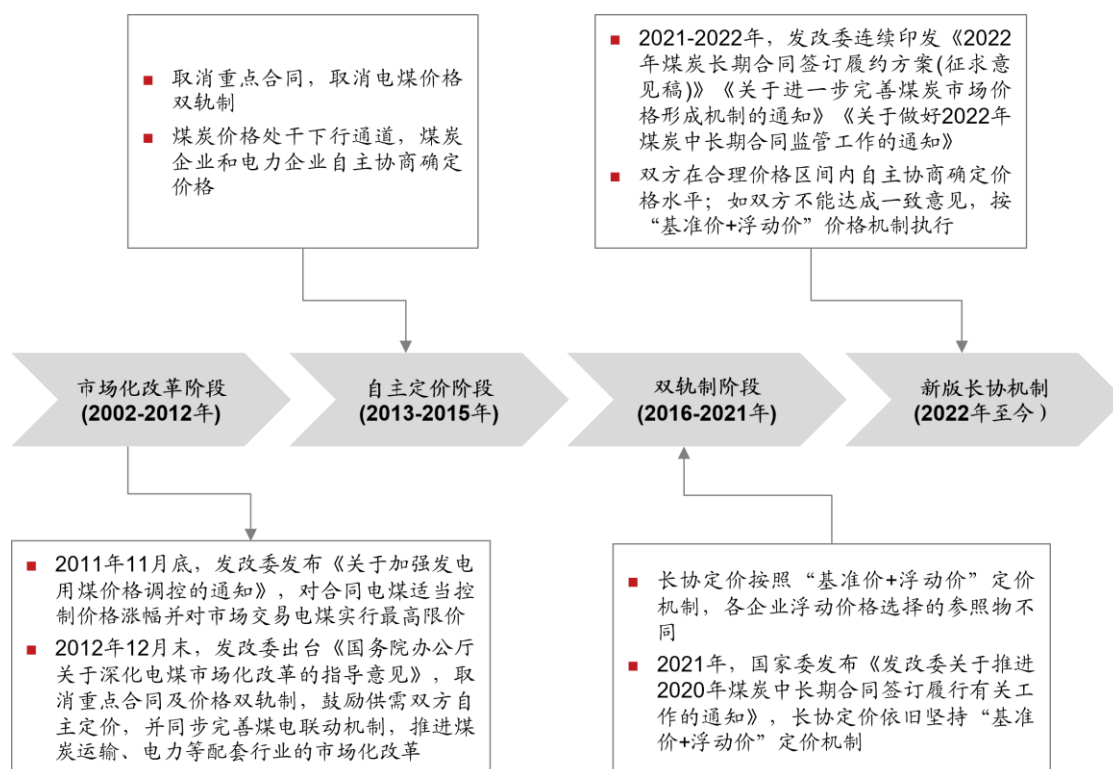 取消重点合同，取消电煤价格
双轨制
煤炭价格处干下行通道，煤炭
企业和电力企业自主协商确定
价格
2021-2022年，发改委连续印发《2022
年煤炭长期合同签订履约方案(征求意
见稿)》《关于进一步完善煤炭市场价
格形成机制的通知》《关于做好2022年
煤炭中长期合同监管工作的通知》
双方在合理价格区间内自主协商确定价
格水平；如双方不能达成一致意见，按
“基准价+浮动价”价格机制执行
市场化改革阶段
(2002-2012年)
自主定价阶段
(2013-2015年)
双轨制阶段
(2016-2021年)
新版长协机制
(2022年至今）
2011年11月底，发改委发布《关于加强发电
用煤价格调控的通知》，对合同电煤适当控
制价格涨幅并对市场交易电煤实行最高限价
2012年12月末，发改委出台《国务院办公厅
关于深化电煤市场化改革的指导意见》，取
消重点合同及价格双轨制，鼓励供需双方自
主定价，并同步完善煤电联动机制，推进煤
炭运输、电力等配套行业的市场化改革
长协定价按照“基准价+浮动价”定价
机制，各企业浮动价格选择的参照物不
同
2021年，国家委发布《发改委关于推进
2020年煤炭中长期合同签订履行有关工
作的通知》，长协定价依旧坚持“基准
价+浮动价”定价机制